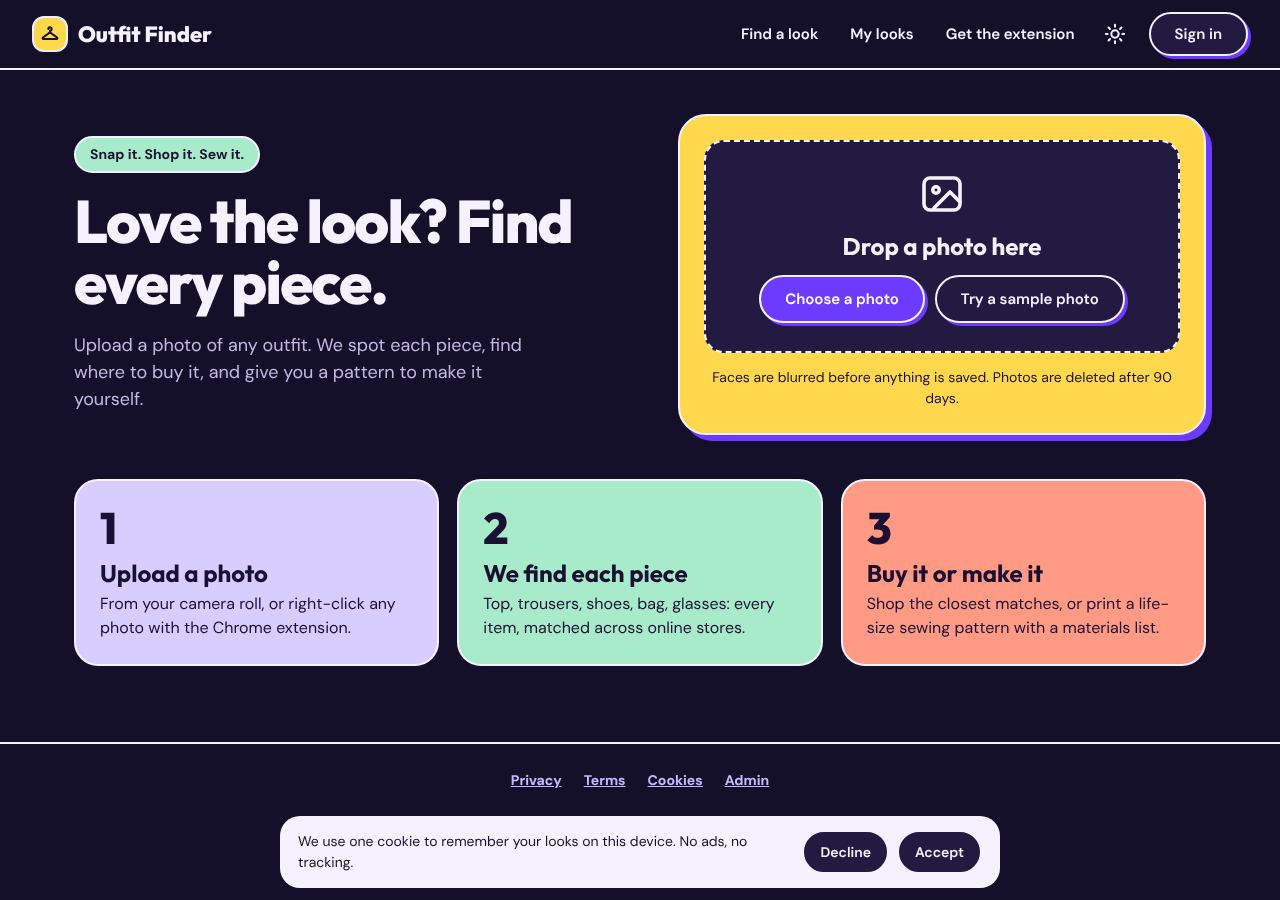 Outfit Finder
Find a look
My looks
Get the extension
Sign in
Snap it. Shop it. Sew it.
Love the look? Find
every piece.
Upload a photo of any outfit. We spot each piece, find
where to buy it, and give you a pattern to make it
yourself.
Drop a photo here
Choose a photo
Try a sample photo
Faces are blurred before anything is saved. Photos are deleted after 90
days.
1
Upload a photo
From your camera roll, or right-click any
photo with the Chrome extension.
2
We find each piece
Top, trousers, shoes, bag, glasses: every
item, matched across online stores.
3
Buy it or make it
Shop the closest matches, or print a life-
size sewing pattern with a materials list.
Privacy
Terms
Cookies
Admin
We use one cookie to remember your looks on this device. No ads, no
tracking.
Decline
Accept